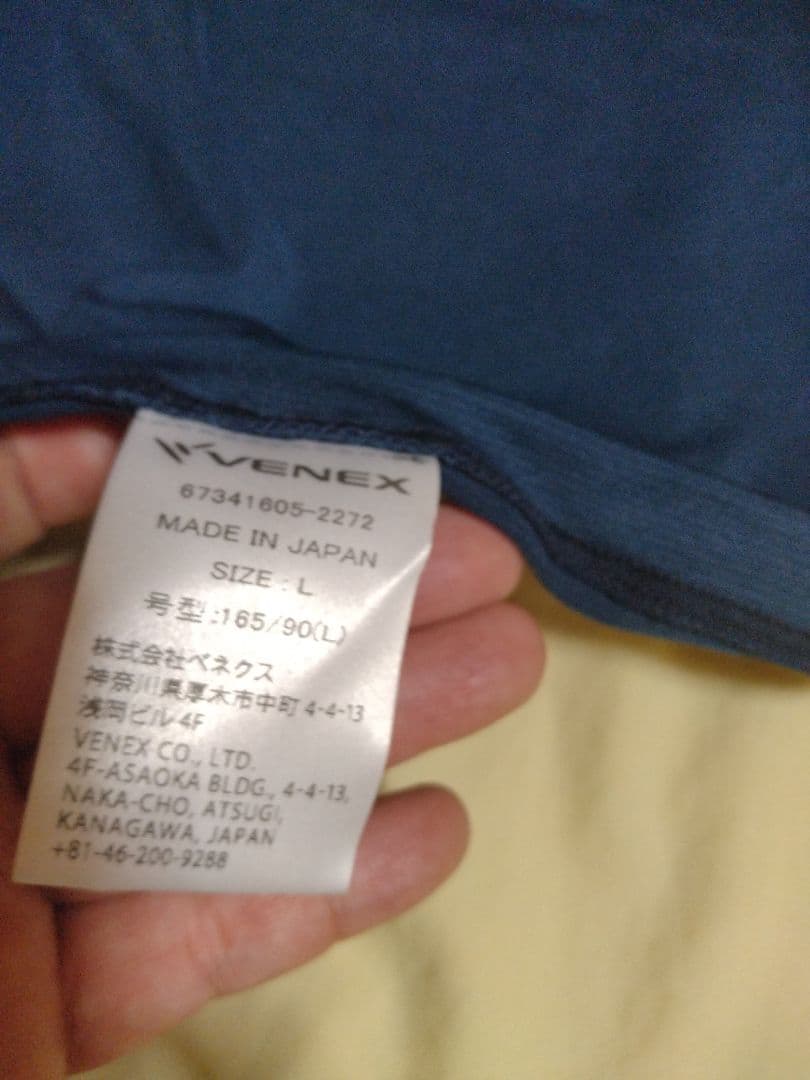 VENEX
67341605-2272
MADE IN JAPAN
SIZE : L
号型:165/90(L)
株式会社ベネクス
神奈川県厚木市中町 4-4-13
浅岡ビル 4F
VENEX CO., LTD.
4F-ASAOKA BLDG., 4-4-13,
NAKA-CHO, ATSUGI,
KANAGAWA, JAPAN
+81-46-200-9288